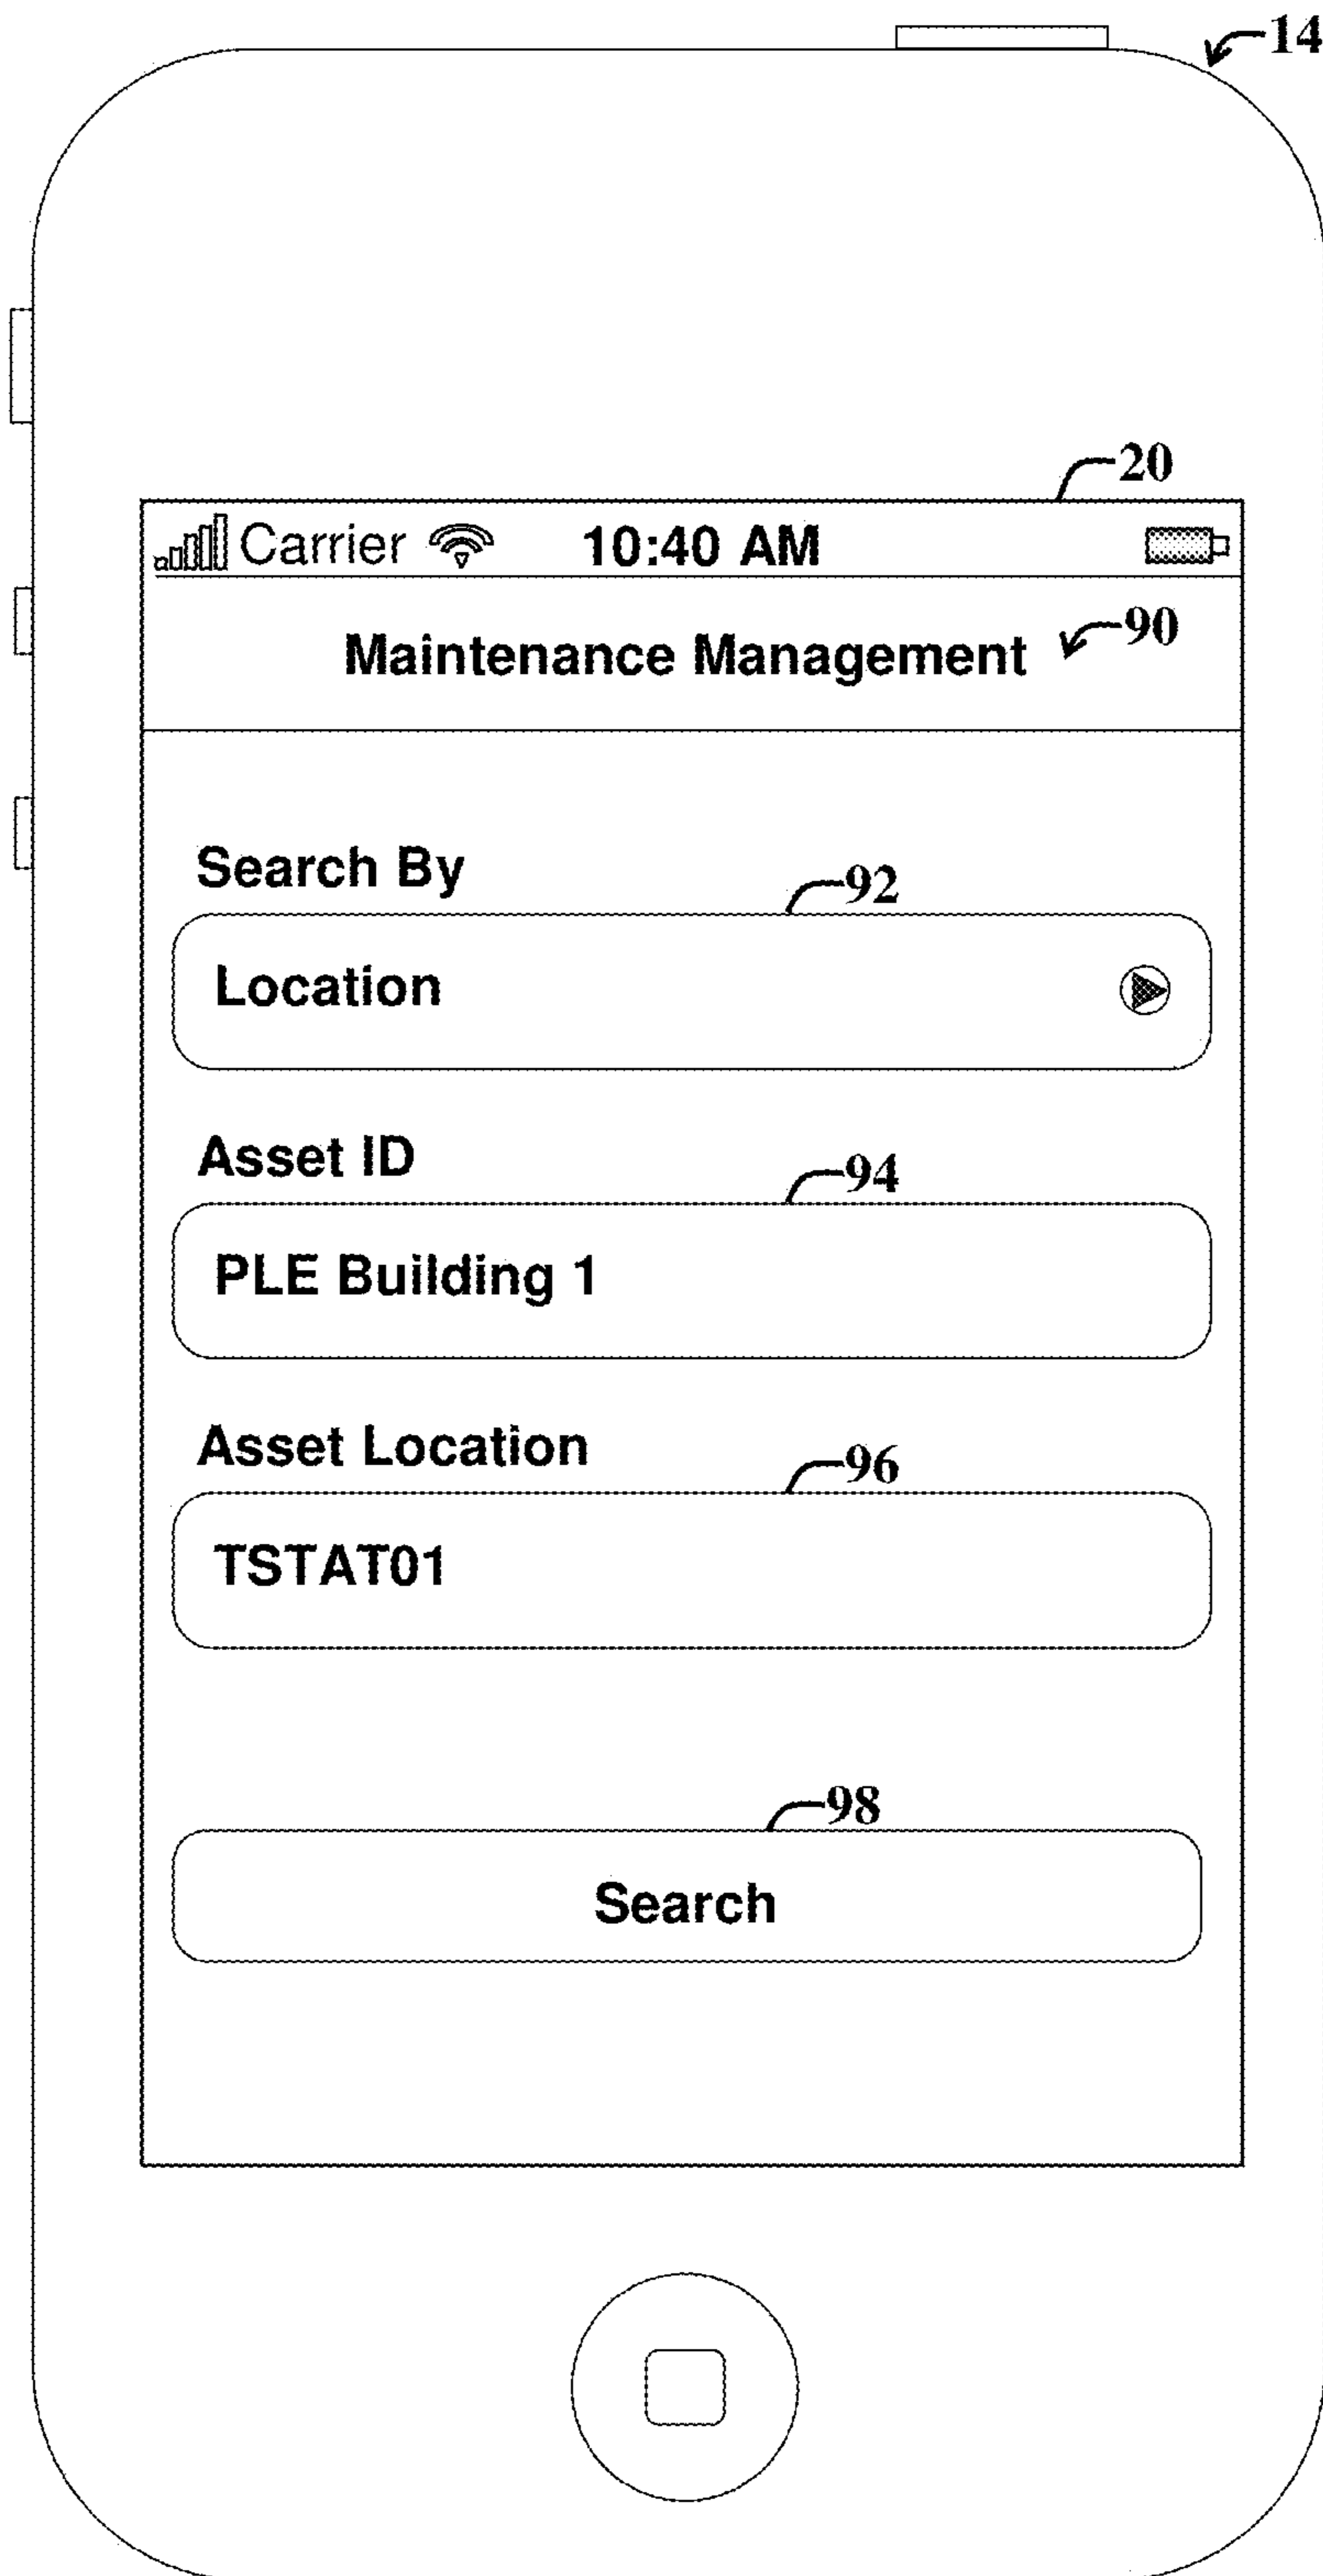 14
20
Carrier 10:40 AM
Maintenance Management 90
Search By
92
Location
Asset ID
94
PLE Building 1
Asset Location
96
TSTAT01
98
Search